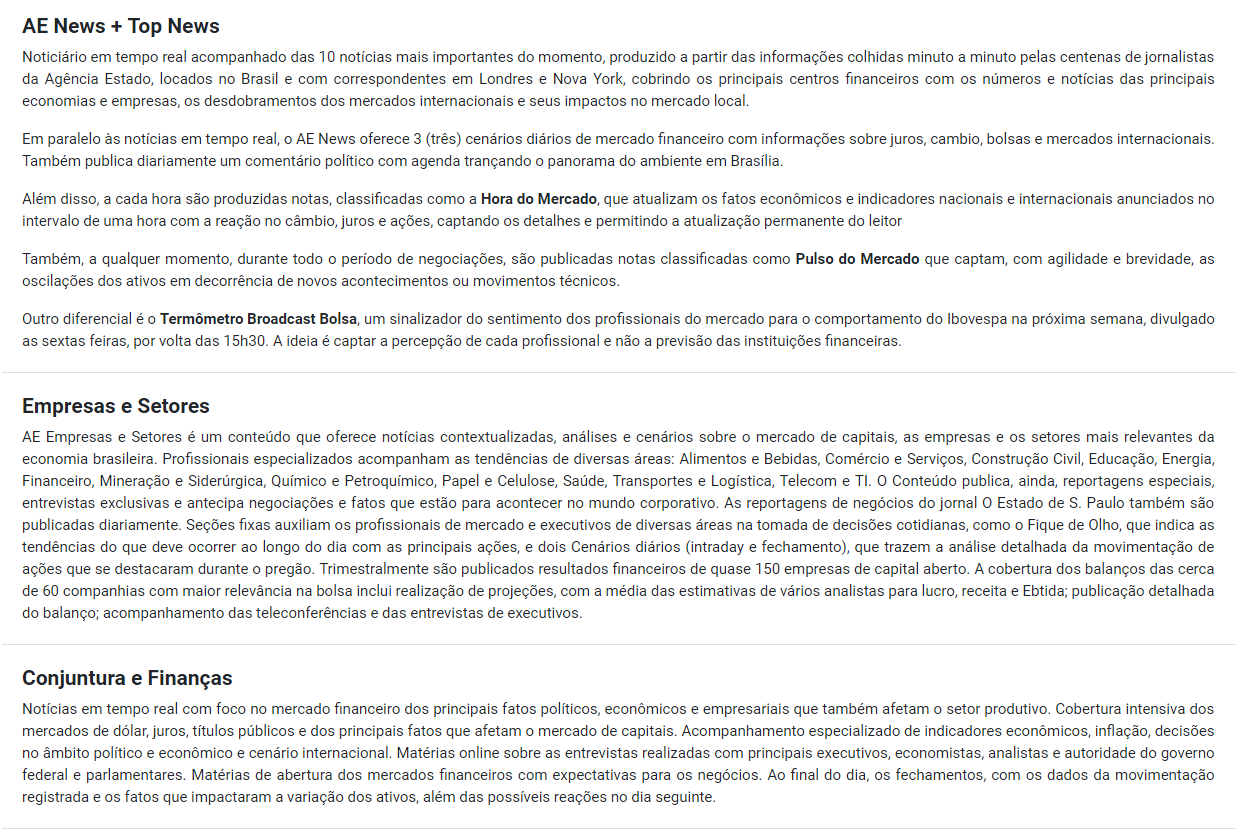 AE News + Top News
Noticiário em tempo real acompanhado das 10 notícias mais importantes do momento, produzido a partir das informações colhidas minuto a minuto pelas centenas de jornalistas
da Agência Estado, locados no Brasil e com correspondentes em Londres e Nova York, cobrindo os principais centros financeiros com os números e notícias das principais
economias e empresas, os desdobramentos dos mercados internacionais e seus impactos no mercado local.
Em paralelo às notícias em tempo real, o AE News oferece 3 (três) cenários diários de mercado financeiro com informações sobre juros, cambio, bolsas e mercados internacionais.
Também publica diariamente um comentário político com agenda trançando o panorama do ambiente em Brasília.
Além disso, a cada hora são produzidas notas, classificadas como a Hora do Mercado, que atualizam os fatos econômicos e indicadores nacionais e internacionais anunciados no
intervalo de uma hora com a reação no câmbio, juros e ações, captando os detalhes e permitindo a atualização permanente do leitor
Também, a qualquer momento, durante todo o período de negociações, são publicadas notas classificadas como Pulso do Mercado que captam, com agilidade e brevidade, as
oscilações dos ativos em decorrência de novos acontecimentos ou movimentos técnicos.
Outro diferencial é o Termômetro Broadcast Bolsa, um sinalizador do sentimento dos profissionais do mercado para o comportamento do Ibovespa na próxima semana, divulgado
as sextas feiras, por volta das 15h30. A ideia é captar a percepção de cada profissional e não a previsão das instituições financeiras.
Empresas e Setores
AE Empresas e Setores é um conteúdo que oferece notícias contextualizadas, análises e cenários sobre o mercado de capitais, as empresas e os setores mais relevantes da
economia brasileira. Profissionais especializados acompanham as tendências de diversas áreas: Alimentos e Bebidas, Comércio e Serviços, Construção Civil, Educação, Energia,
Financeiro, Mineração e Siderúrgica, Químico e Petroquímico, Papel e Celulose, Saúde, Transportes e Logística, Telecom e TI. O Conteúdo publica, ainda, reportagens especiais,
entrevistas exclusivas e antecipa negociações e fatos que estão para acontecer no mundo corporativo. As reportagens de negócios do jornal O Estado de S. Paulo também são
publicadas diariamente. Seções fixas auxiliam os profissionais de mercado e executivos de diversas áreas na tomada de decisões cotidianas, como o Fique de Olho, que indica as
tendências do que deve ocorrer ao longo do dia com as principais ações, e dois Cenários diários (intraday e fechamento), que trazem a análise detalhada da movimentação de
ações que se destacaram durante o pregão. Trimestralmente são publicados resultados financeiros de quase 150 empresas de capital aberto. A cobertura dos balanços das cerca
de 60 companhias com maior relevância na bolsa inclui realização de projeções, com a média das estimativas de vários analistas para lucro, receita e Ebtida; publicação detalhada
do balanço; acompanhamento das teleconferências e das entrevistas de executivos.
Conjuntura e Finanças
Notícias em tempo real com foco no mercado financeiro dos principais fatos políticos, econômicos e empresariais que também afetam o setor produtivo. Cobertura intensiva dos
mercados de dólar, juros, títulos públicos e dos principais fatos que afetam o mercado de capitais. Acompanhamento especializado de indicadores econômicos, inflação, decisões
no âmbito político e econômico e cenário internacional. Matérias online sobre as entrevistas realizadas com principais executivos, economistas, analistas e autoridade do governo
federal e parlamentares. Matérias de abertura dos mercados financeiros com expectativas para os negócios. Ao final do dia, os fechamentos, com os dados da movimentação
registrada e os fatos que impactaram a variação dos ativos, além das possíveis reações no dia seguinte.